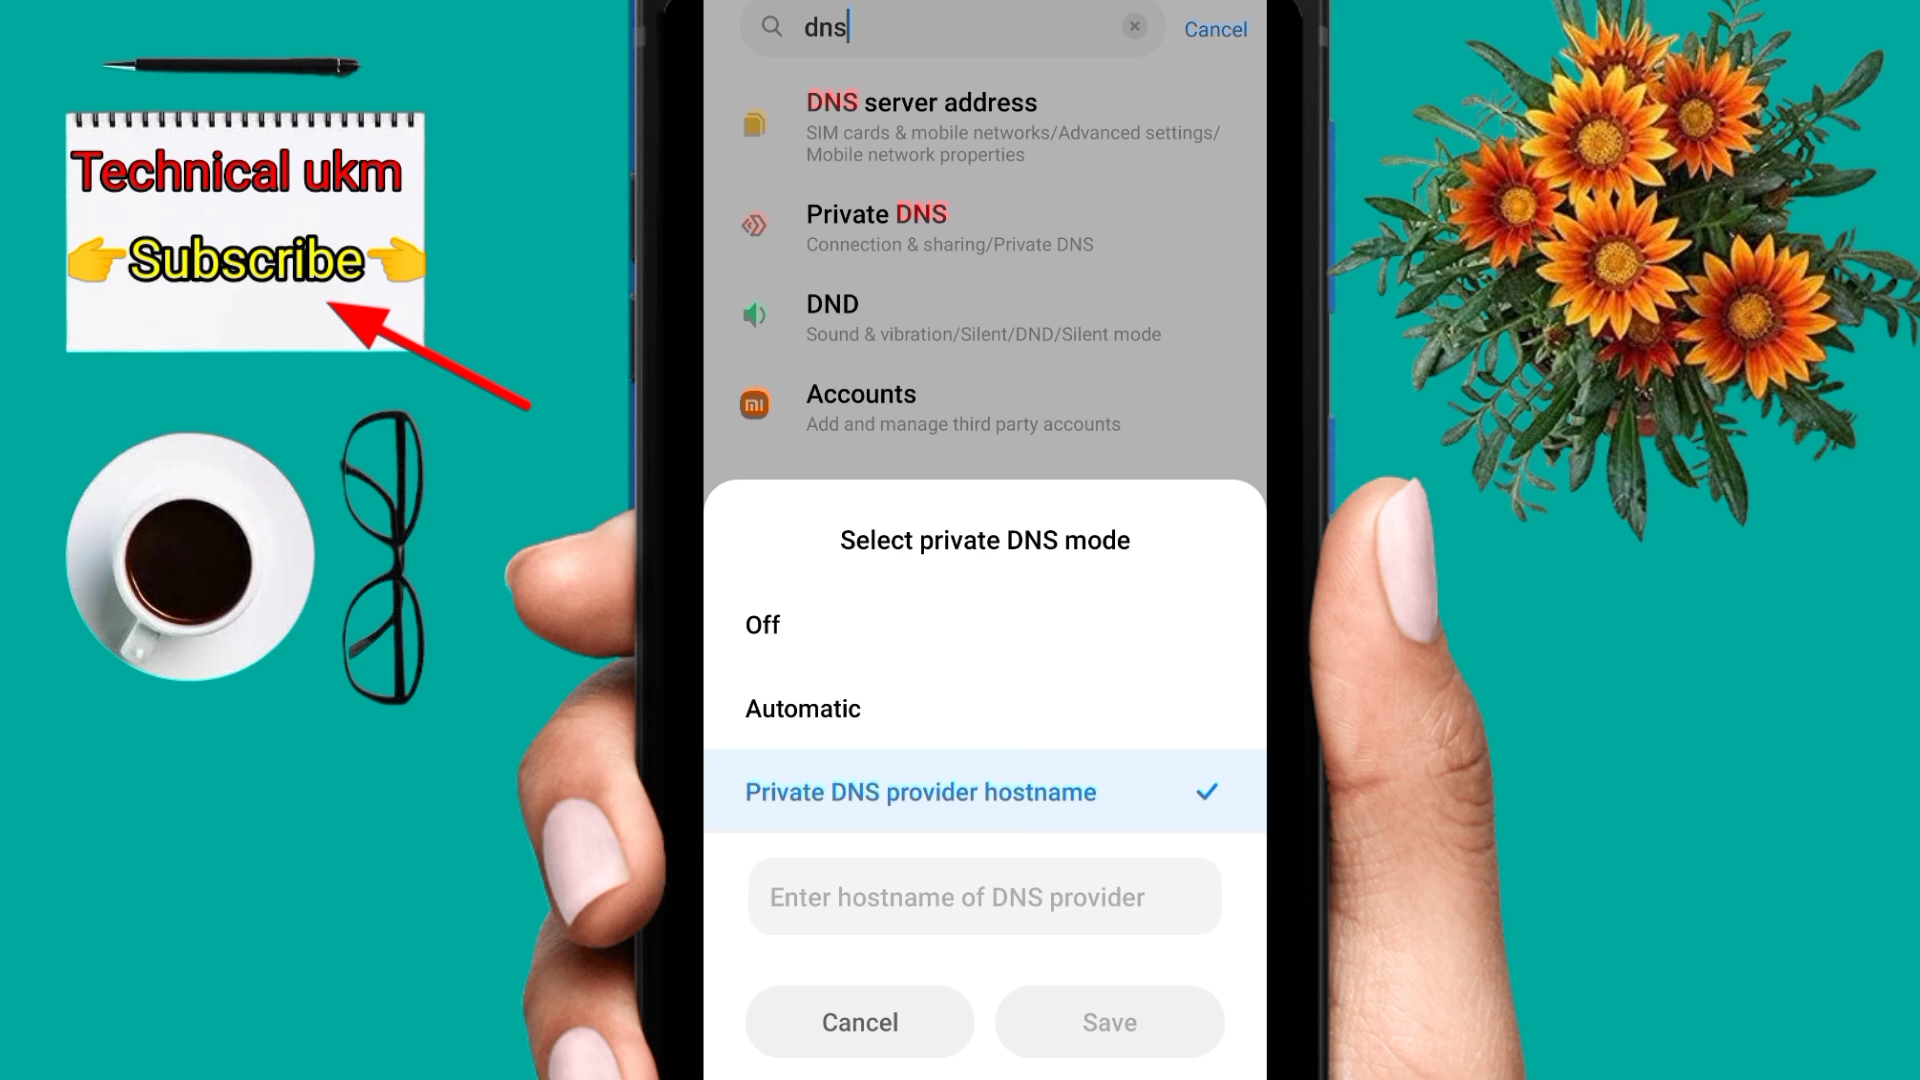 Technical ukm
👉Subscribe👈
dns
Cancel
DNS server address
SIM cards & mobile networks/Advanced settings/
Mobile network properties
Private DNS
Connection & sharing/Private DNS
DND
Sound & vibration/Silent/DND/Silent mode
mi
Accounts
Add and manage third party accounts
Select private DNS mode
Off
Automatic
Private DNS provider hostname
Enter hostname of DNS provider
Cancel
Save